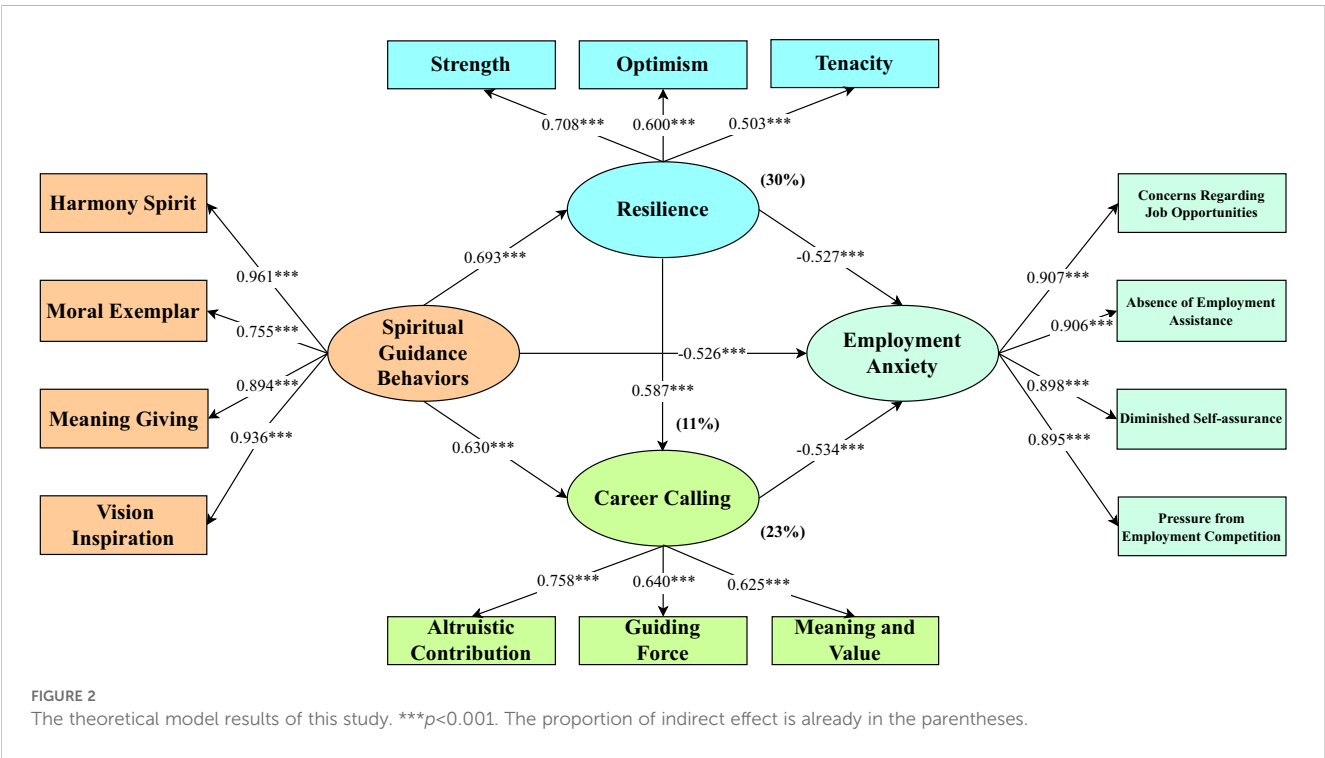 Strength
Optimism
Tenacity
0.708***
0.600***
0.503***
Harmony Spirit
Resilience
(30%)
Concerns Regarding
Job Opportunities
0.693***
-0.527***
0.961***
0.907***
Moral Exemplar
0.755***
Spiritual
Guidance
Behaviors
-0.526***
Employment
Anxiety
0.906***
Absence of Employment
Assistance
0.894***
0.587***
0.898***
Meaning Giving
(11%)
Diminished Self-assurance
0.936***
0.630***
-0.534***
0.895***
Vision
Inspiration
Career Calling
(23%)
Pressure from
Employment Competition
0.758***
0.640***
0.625***
Altruistic
Contribution
Guiding
Force
Meaning and
Value
FIGURE 2
The theoretical model results of this study. ***p<0.001. The proportion of indirect effect is already in the parentheses.